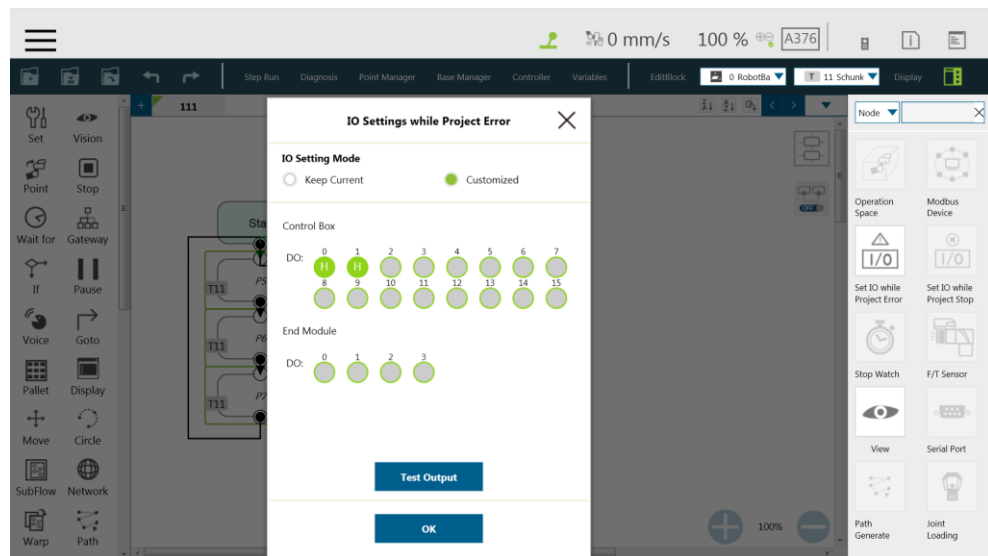 0 mm/s 100 % A376
Step Run Diagnosis Point Manager Base Manager Controller Variables EditBlock 0 RobotBa T 11 Schunk Display
+ 111
Set Vision
Point Stop
Wait for Gateway
If Pause
Voice Goto
Pallet Display
Move Circle
SubFlow Network
Warp Path
Sta
T11 P5
T11 P6
T11 P7
IO Settings while Project Error
IO Setting Mode
Keep Current Customized
Control Box
DO: 0 1 2 3 4 5 6 7
H H
8 9 10 11 12 13 14 15
End Module
DO: 0 1 2 3
Test Output
OK
OFF
100%
Node
Operation Space
Modbus Device
I/O I/O
Set IO while Project Error
Set IO while Project Stop
Stop Watch F/T Sensor
View Serial Port
Path Generate
Joint Loading